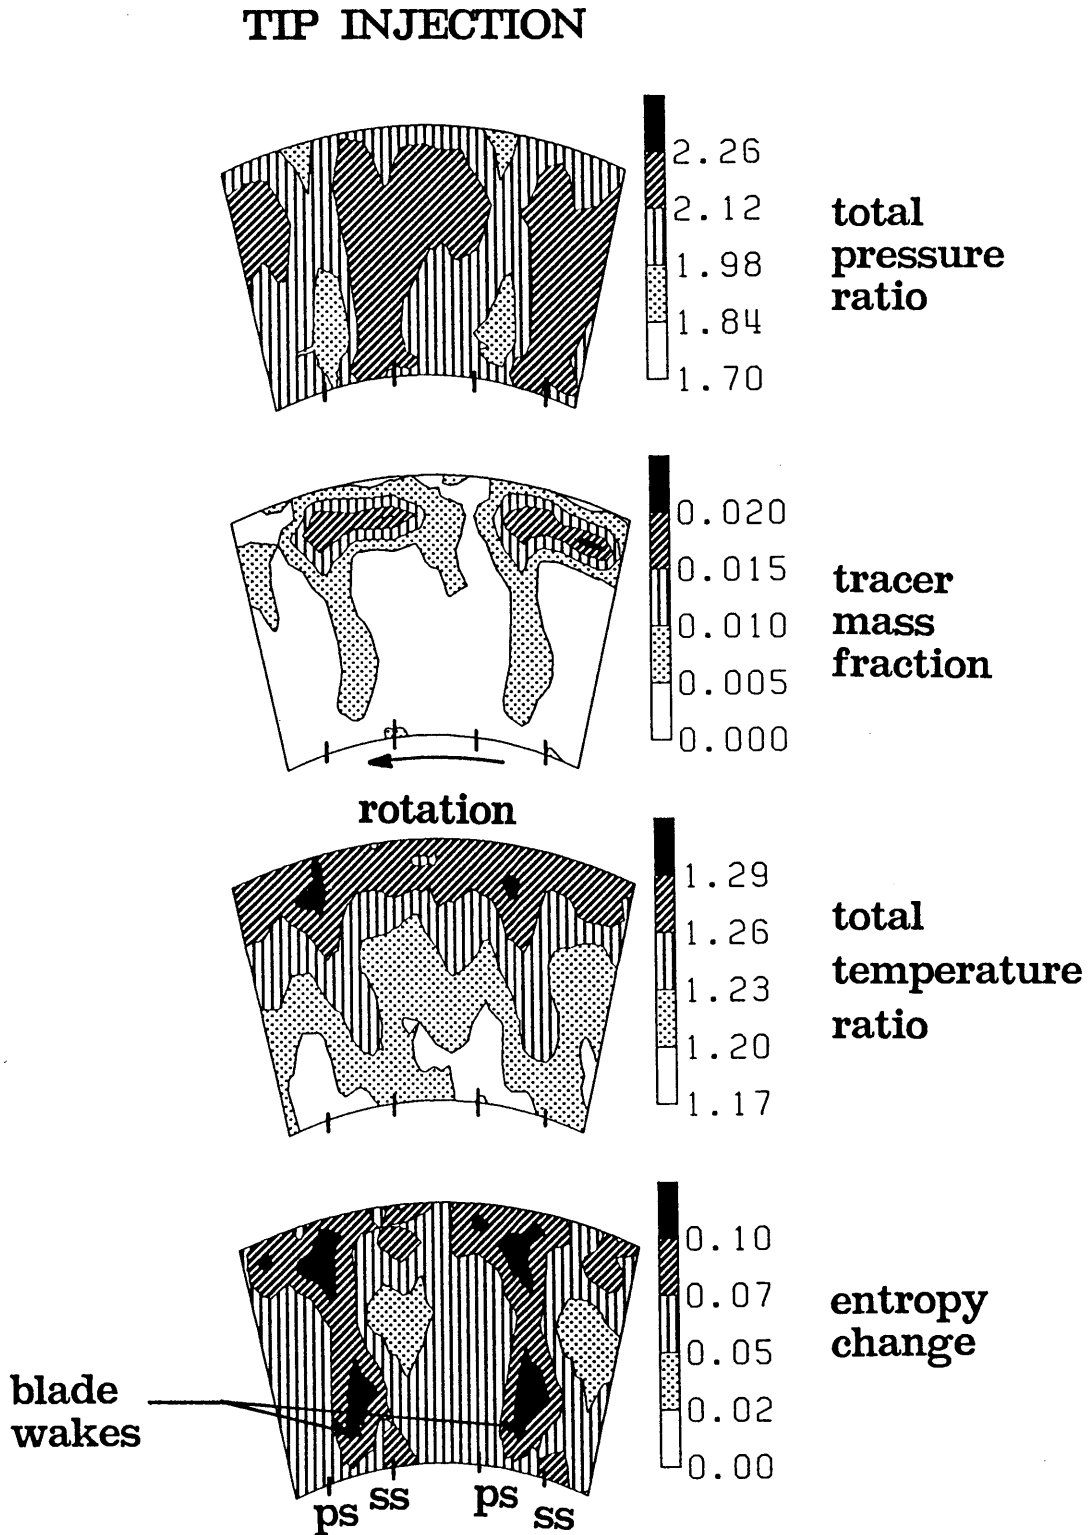 TIP INJECTION
2.26
2.12
1.98
1.84
1.70
total
pressure
ratio
0.020
0.015
0.010
0.005
0.000
tracer
mass
fraction
rotation
1.29
1.26
1.23
1.20
1.17
total
temperature
ratio
0.10
0.07
0.05
0.02
0.00
entropy
change
blade
wakes
ps ss ps ss